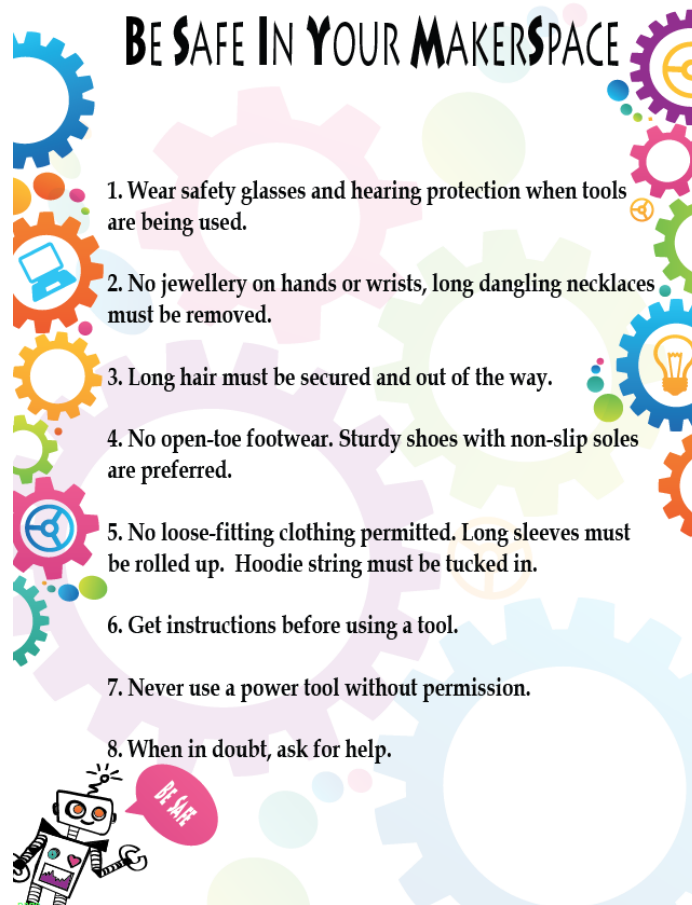 BE SAFE IN YOUR MAKERSPACE
1. Wear safety glasses and hearing protection when tools
are being used.
2. No jewellery on hands or wrists, long dangling necklaces
must be removed.
3. Long hair must be secured and out of the way.
4. No open-toe footwear. Sturdy shoes with non-slip soles
are preferred.
5. No loose-fitting clothing permitted. Long sleeves must
be rolled up.  Hoodie string must be tucked in.
6. Get instructions before using a tool.
7. Never use a power tool without permission.
8. When in doubt, ask for help.
BE SAFE